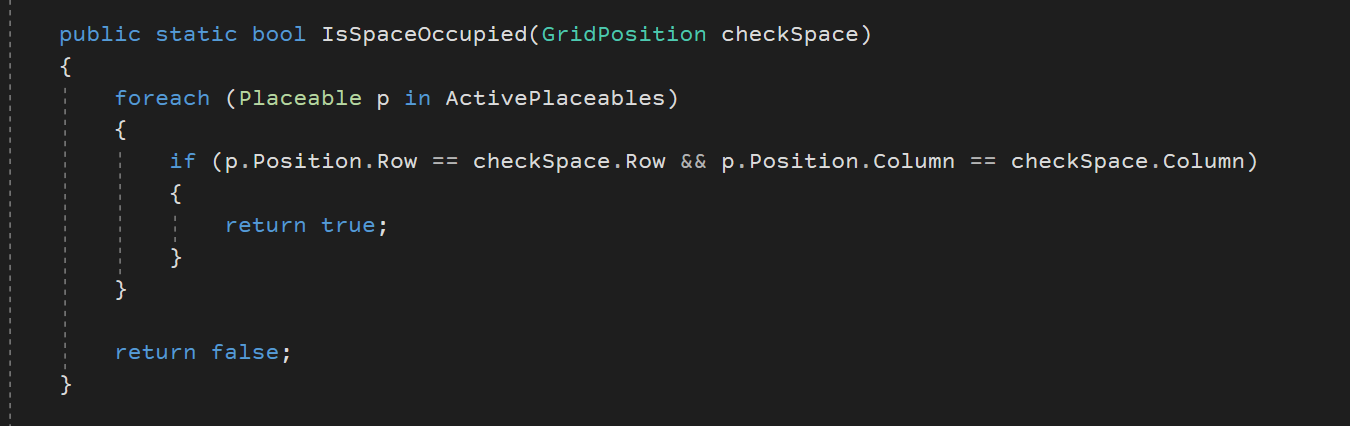 public static bool IsSpaceOccupied(GridPosition checkSpace)
{
foreach (Placeable p in ActivePlaceables)
{
if (p.Position.Row == checkSpace.Row && p.Position.Column == checkSpace.Column)
{
return true;
}
}
return false;
}